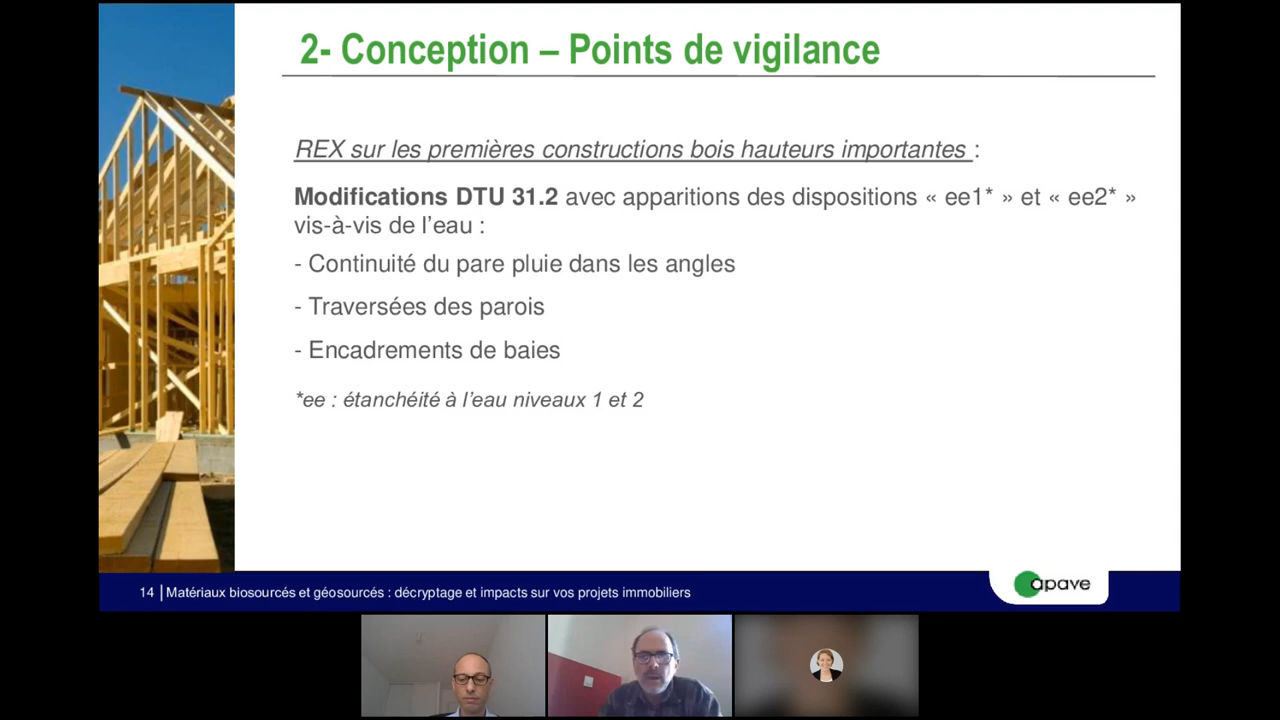 2- Conception – Points de vigilance
REX sur les premières constructions bois hauteurs importantes :
Modifications DTU 31.2 avec apparitions des dispositions « ee1* » et « ee2* »
vis-à-vis de l’eau :
- Continuité du pare pluie dans les angles
- Traversées des parois
- Encadrements de baies
*ee : étanchéité à l’eau niveaux 1 et 2
14 | Matériaux biosourcés et géosourcés : décryptage et impacts sur vos projets immobiliers
apave